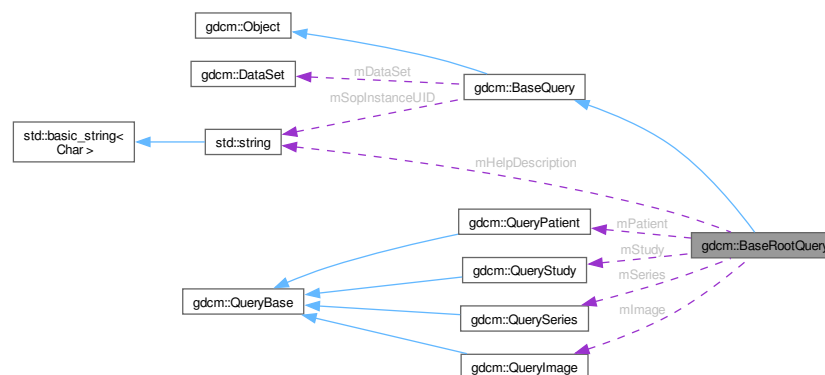 gdcm::Object
gdcm::DataSet
mDataSet
gdcm::BaseQuery
mSopInstanceUID
std::basic_string<
Char >
std::string
mHelpDescription
gdcm::QueryPatient
mPatient
gdcm::BaseRootQuery
mStudy
gdcm::QueryStudy
mSeries
gdcm::QueryBase
mImage
gdcm::QuerySeries
gdcm::QueryImage